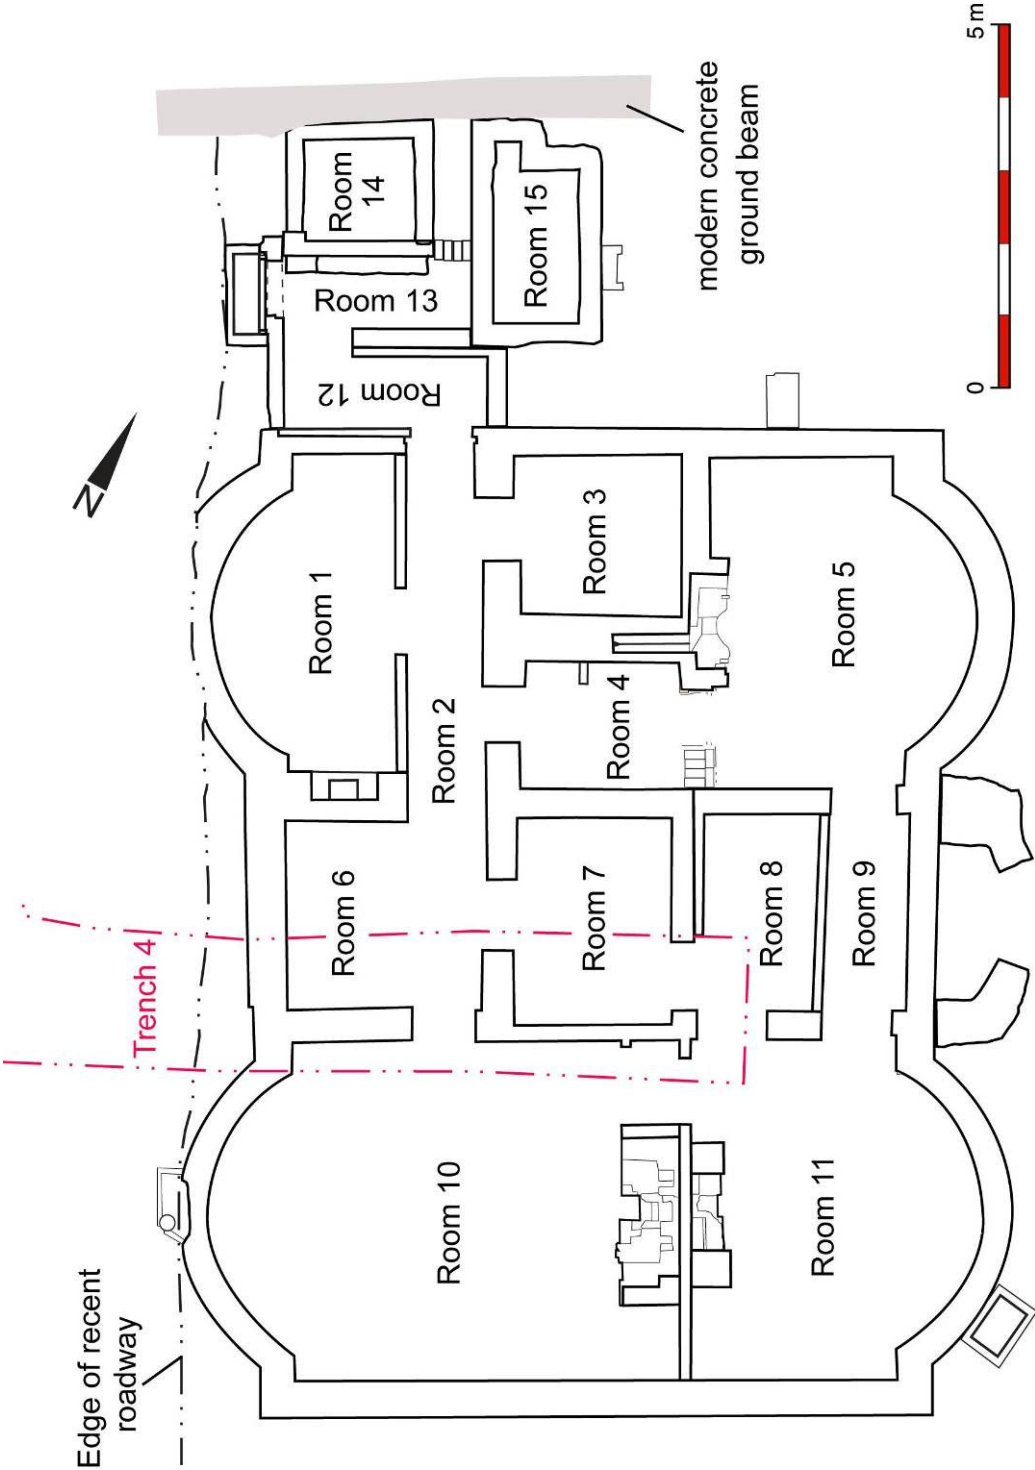 Edge of recent
roadway
Trench 4
Room 10
Room 11
Room 6
Room 7
Room 8
Room 9
Room 2
Room 4
Room 1
Room 3
Room 5
N
Room 12
Room 13
Room
14
Room 15
modern concrete
ground beam
0
5 m